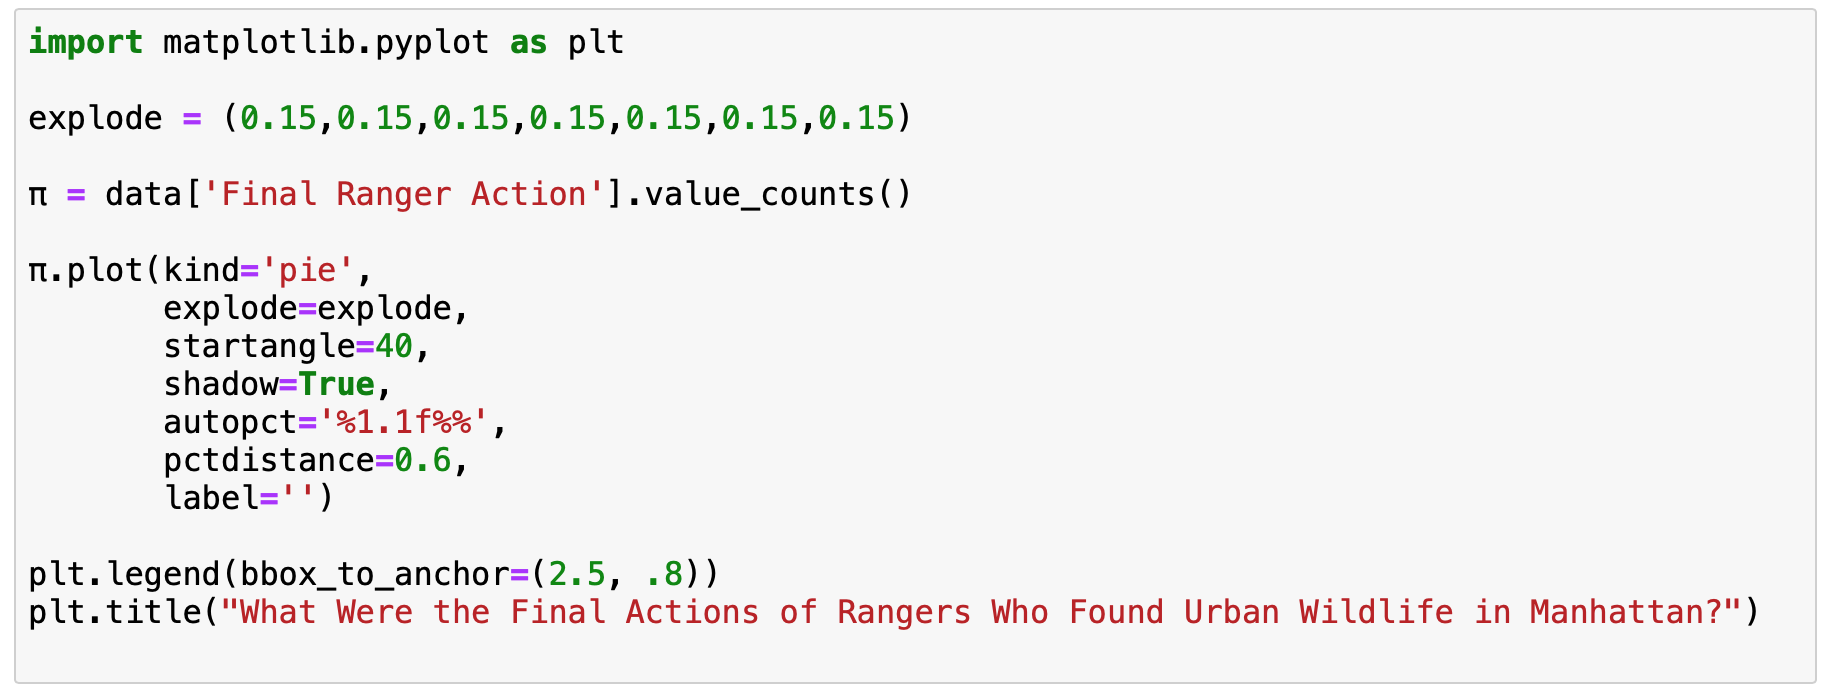 import matplotlib.pyplot as plt
explode = (0.15,0.15,0.15,0.15,0.15,0.15,0.15)
π = data['Final Ranger Action'].value_counts()
π.plot(kind='pie',
       explode=explode,
       startangle=40,
       shadow=True,
       autopct='%1.1f%%',
       pctdistance=0.6,
       label='')
plt.legend(bbox_to_anchor=(2.5, .8))
plt.title("What Were the Final Actions of Rangers Who Found Urban Wildlife in Manhattan?")